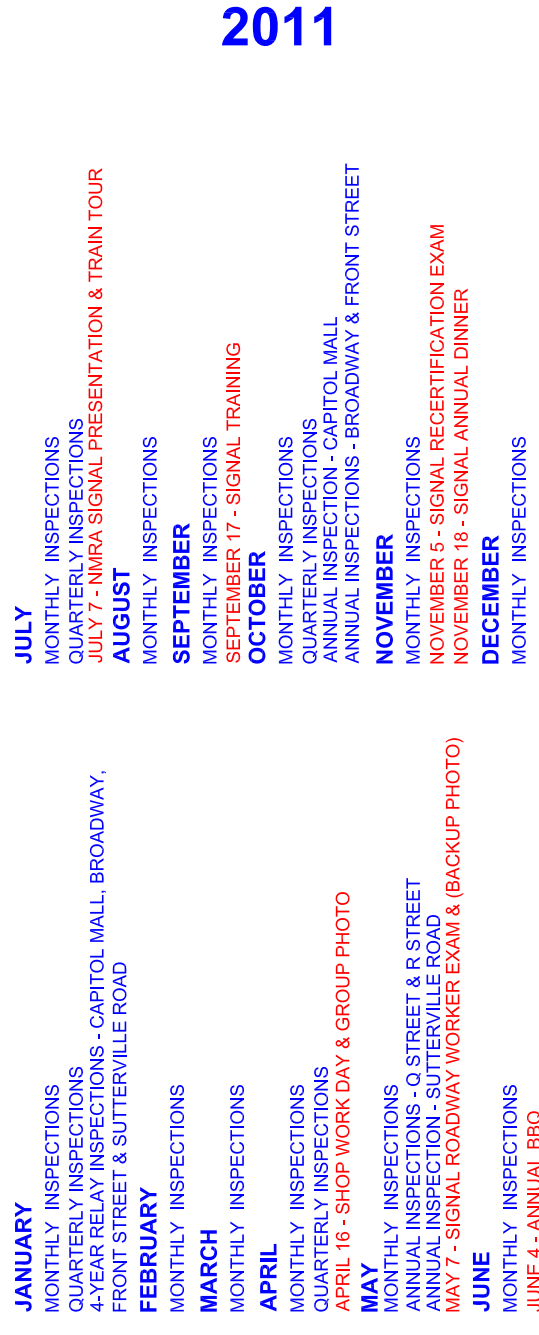 2011
JANUARY
MONTHLY INSPECTIONS
QUARTERLY INSPECTIONS
4-YEAR RELAY INSPECTIONS - CAPITOL MALL, BROADWAY,
FRONT STREET & SUTTERVILLE ROAD
FEBRUARY
MONTHLY INSPECTIONS
MARCH
MONTHLY INSPECTIONS
APRIL
MONTHLY INSPECTIONS
QUARTERLY INSPECTIONS
APRIL 16 - SHOP WORK DAY & GROUP PHOTO
MAY
MONTHLY INSPECTIONS
ANNUAL INSPECTIONS - Q STREET & R STREET
ANNUAL INSPECTION - SUTTERVILLE ROAD
MAY 7 - SIGNAL ROADWAY WORKER EXAM & (BACKUP PHOTO)
JUNE
MONTHLY INSPECTIONS
JUNE 4 - ANNUAL BBQ
JULY
MONTHLY INSPECTIONS
QUARTERLY INSPECTIONS
JULY 7 - NMRA SIGNAL PRESENTATION & TRAIN TOUR
AUGUST
MONTHLY INSPECTIONS
SEPTEMBER
MONTHLY INSPECTIONS
SEPTEMBER 17 - SIGNAL TRAINING
OCTOBER
MONTHLY INSPECTIONS
QUARTERLY INSPECTIONS
ANNUAL INSPECTION - CAPITOL MALL
ANNUAL INSPECTIONS - BROADWAY & FRONT STREET
NOVEMBER
MONTHLY INSPECTIONS
NOVEMBER 5 - SIGNAL RECERTIFICATION EXAM
NOVEMBER 18 - SIGNAL ANNUAL DINNER
DECEMBER
MONTHLY INSPECTIONS